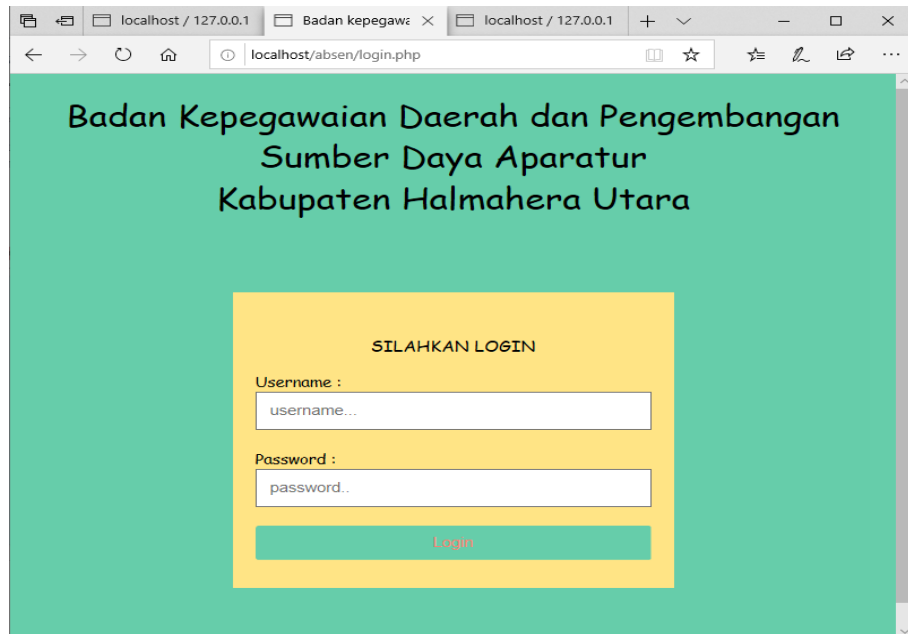 localhost / 127.0.0.1
Badan kepegawa
localhost / 127.0.0.1
localhost/absen/login.php
Badan Kepegawaian Daerah dan Pengembangan
Sumber Daya Aparatur
Kabupaten Halmahera Utara
SILAHKAN LOGIN
Username :
username...
Password :
password..
Login